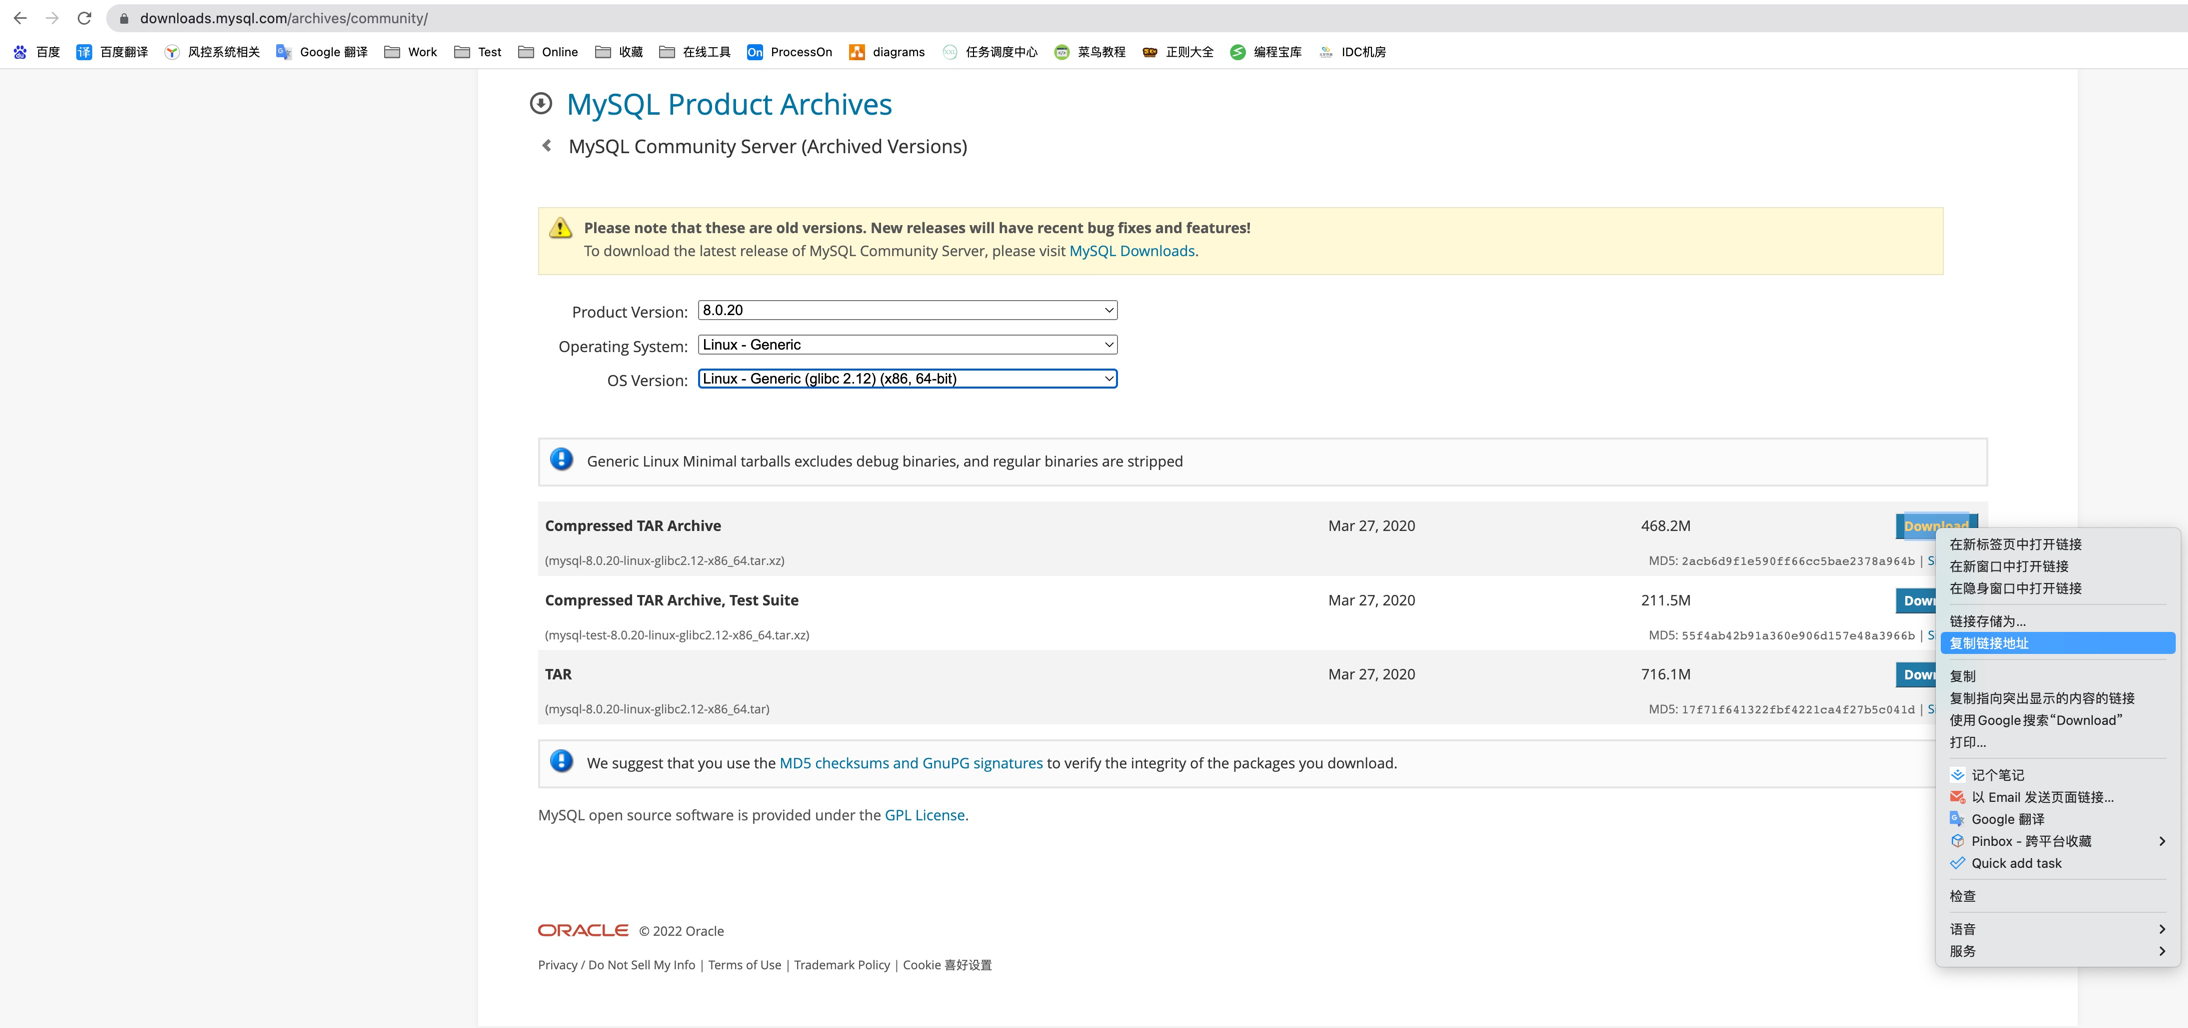 downloads.mysql.com/archives/community/
百度 百度翻译 风控系统相关 Google 翻译 Work Test Online 收藏 在线工具 On ProcessOn diagrams 任务调度中心 菜鸟教程 正则大全 编程宝库 IDC机房
MySQL Product Archives
MySQL Community Server (Archived Versions)
Please note that these are old versions. New releases will have recent bug fixes and features!
To download the latest release of MySQL Community Server, please visit MySQL Downloads.
Product Version: 8.0.20
Operating System: Linux - Generic
OS Version: Linux - Generic (glibc 2.12) (x86, 64-bit)
Generic Linux Minimal tarballs excludes debug binaries, and regular binaries are stripped
Compressed TAR Archive Mar 27, 2020 468.2M Download
(mysql-8.0.20-linux-glibc2.12-x86_64.tar.xz) MD5: 2acb6d9f1e590ff66cc5bae2378a964b |
Compressed TAR Archive, Test Suite Mar 27, 2020 211.5M
(mysql-test-8.0.20-linux-glibc2.12-x86_64.tar.xz) MD5: 55f4ab42b91a360e906d157e48a3966b |
TAR Mar 27, 2020 716.1M
(mysql-8.0.20-linux-glibc2.12-x86_64.tar) MD5: 17f71f641322fbf4221ca4f27b5c041d |
We suggest that you use the MD5 checksums and GnuPG signatures to verify the integrity of the packages you download.
MySQL open source software is provided under the GPL License.
ORACLE © 2022 Oracle
Privacy / Do Not Sell My Info | Terms of Use | Trademark Policy | Cookie 喜好设置
在新标签页中打开链接
在新窗口中打开链接
在隐身窗口中打开链接
链接存储为...
复制链接地址
复制
复制指向突出显示的内容的链接
使用Google搜索“Download”
打印...
记个笔记
以 Email 发送页面链接...
Google 翻译
Pinbox - 跨平台收藏
Quick add task
检查
语音
服务